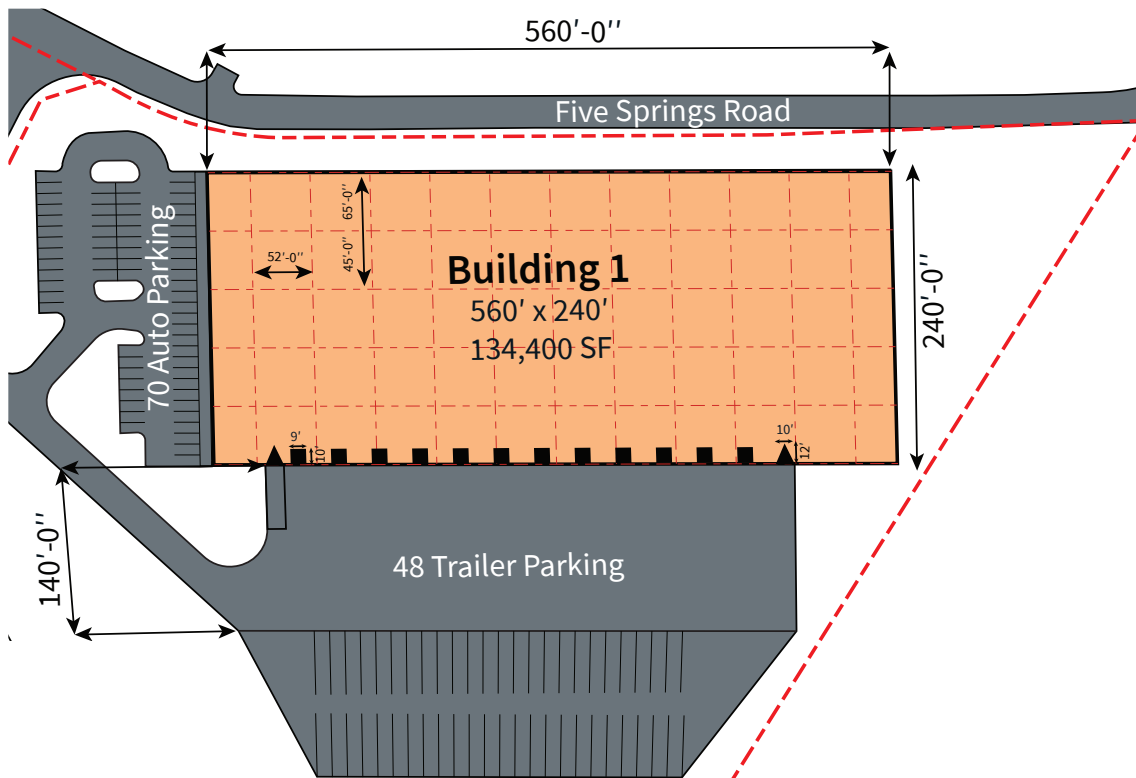 560′-0′′
Five Springs Road
65′-0′′
45′-0′′
52′-0′′
Building 1
560′ x 240′
134,400 SF
240′-0′′
70 Auto Parking
9'
10'
10'
12'
140′-0′′
48 Trailer Parking